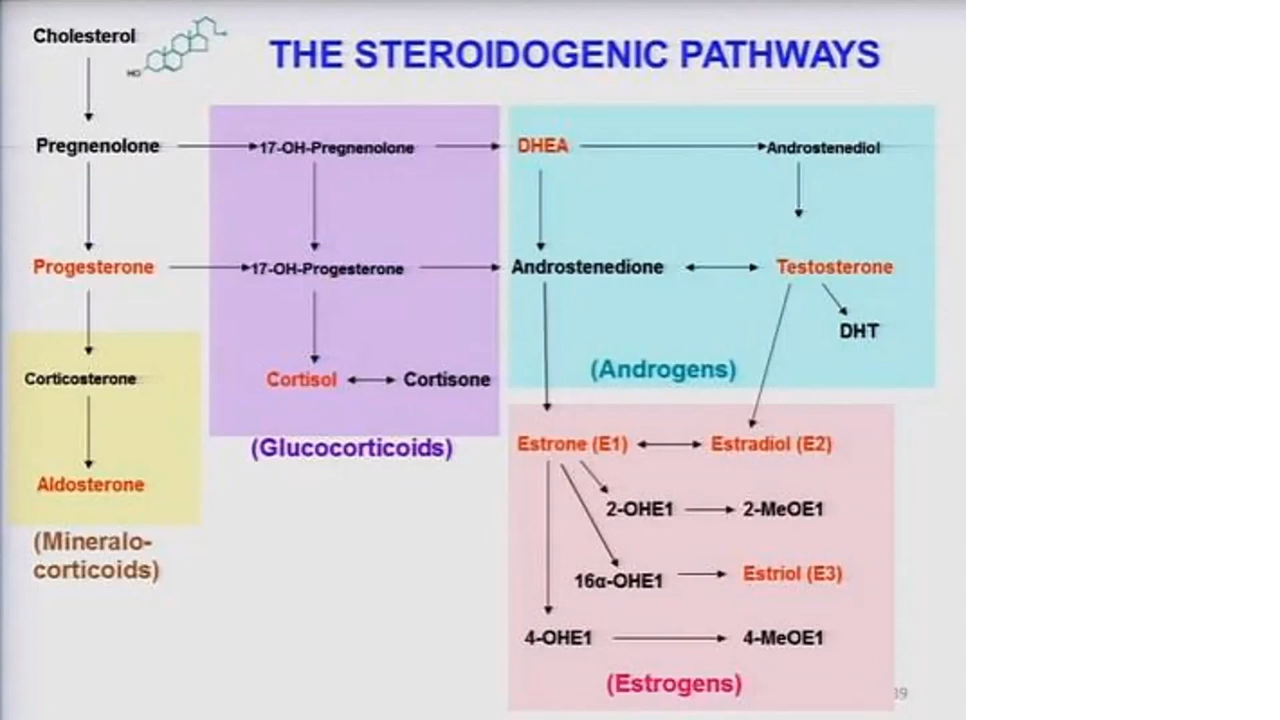 Cholesterol
HO
THE STEROIDOGENIC PATHWAYS
Pregnenolone
17-OH-Pregnenolone
DHEA
Androstenediol
Progesterone
17-OH-Progesterone
Androstenedione
Testosterone
DHT
(Androgens)
Corticosterone
Cortisol
Cortisone
(Glucocorticoids)
Estrone (E1)
Estradiol (E2)
Aldosterone
2-OHE1
2-MeOE1
(Mineralo-
corticoids)
16α-OHE1
Estriol (E3)
4-OHE1
4-MeOE1
(Estrogens)